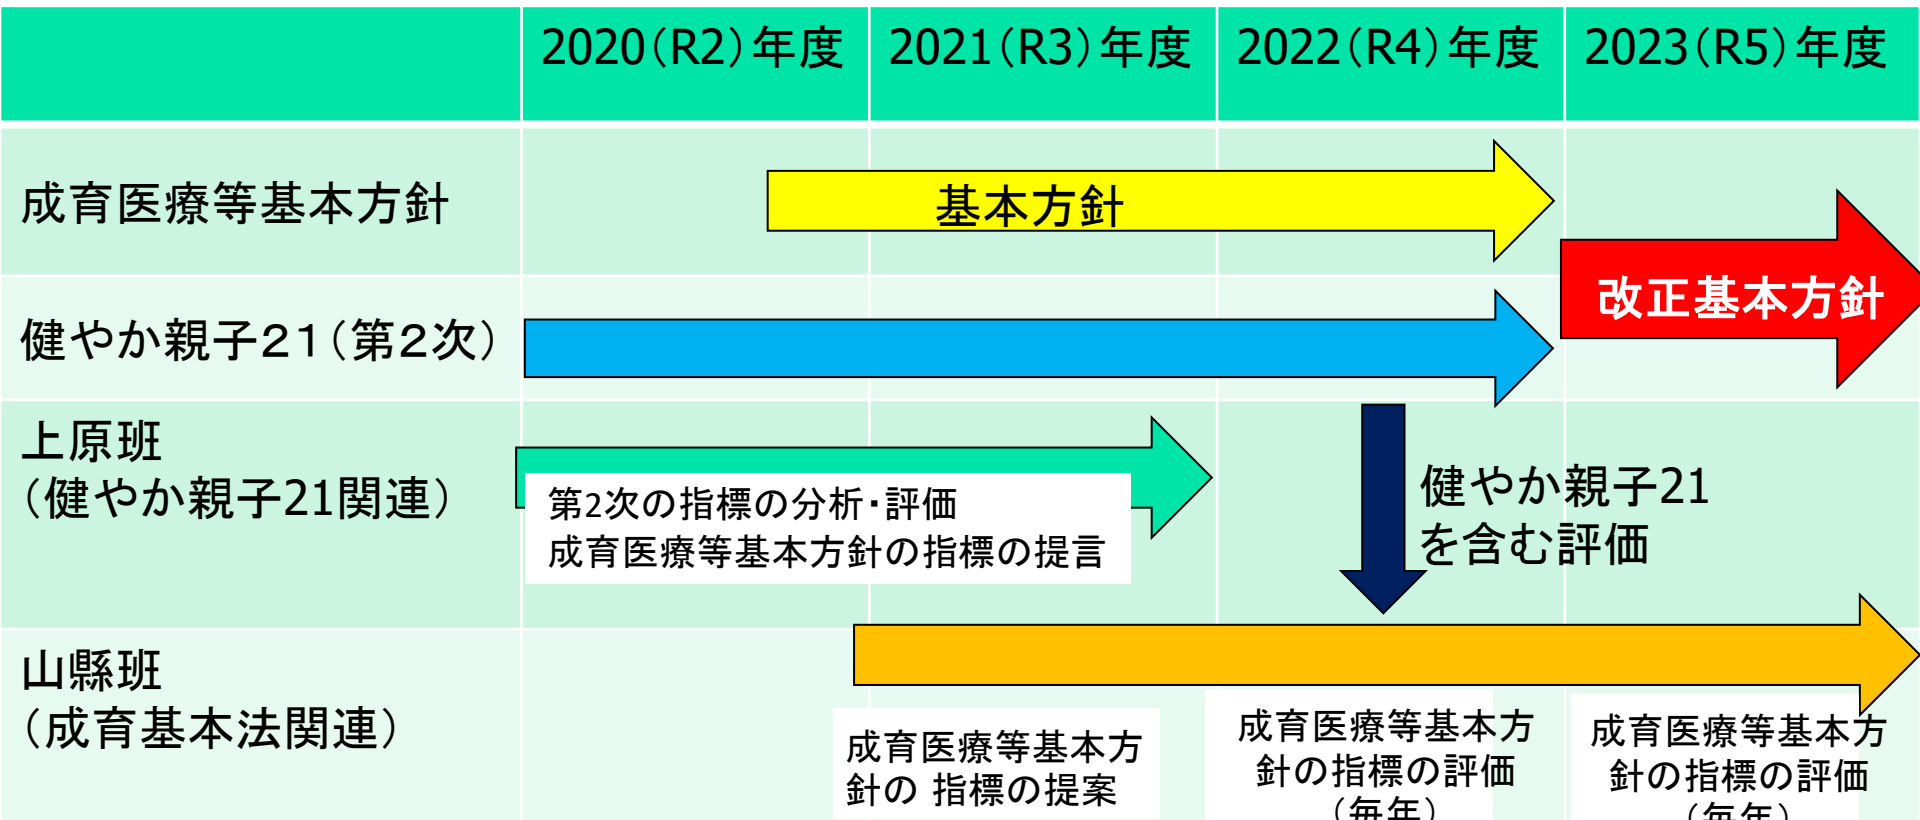 2020（R2）年度
2021（R3）年度
2022（R4）年度
2023（R5）年度
成育医療等基本方針
基本方針
改正基本方針
健やか親子２１（第２次）
上原班
（健やか親子21関連）
第2次の指標の分析・評価
成育医療等基本方針の指標の提言
健やか親子21
を含む評価
山縣班
（成育基本法関連）
成育医療等基本方
針の 指標の提案
成育医療等基本方
針の指標の評価
（毎年）
成育医療等基本方
針の指標の評価
（毎年）